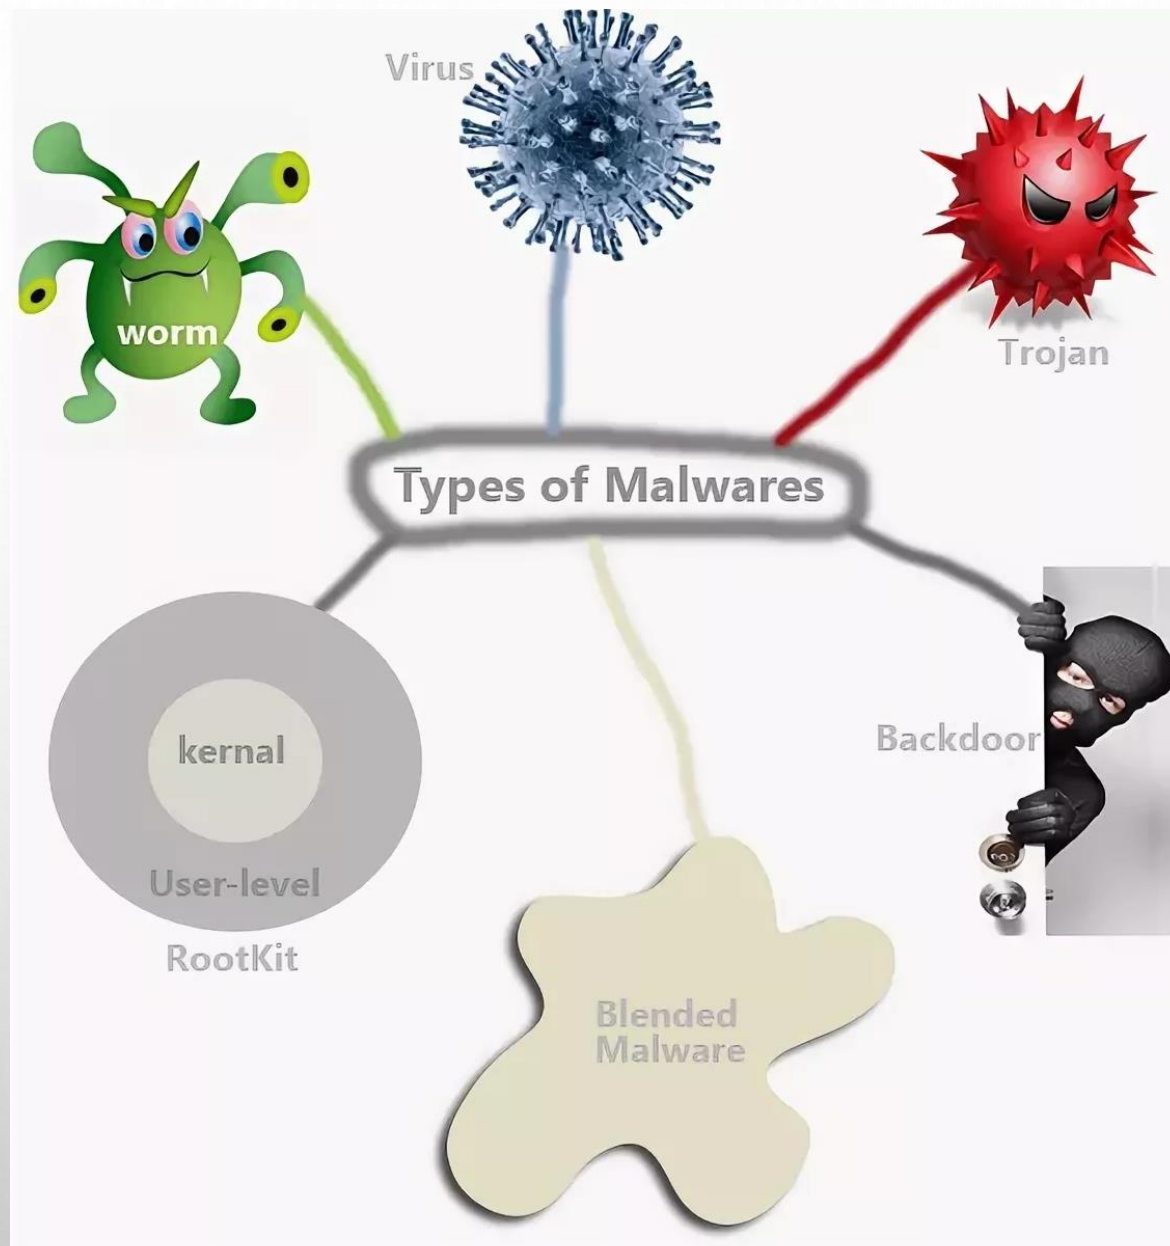 Virus
worm
Trojan
Types of Malwares
kernal
User-level
RootKit
Backdoor
Blended
Malware